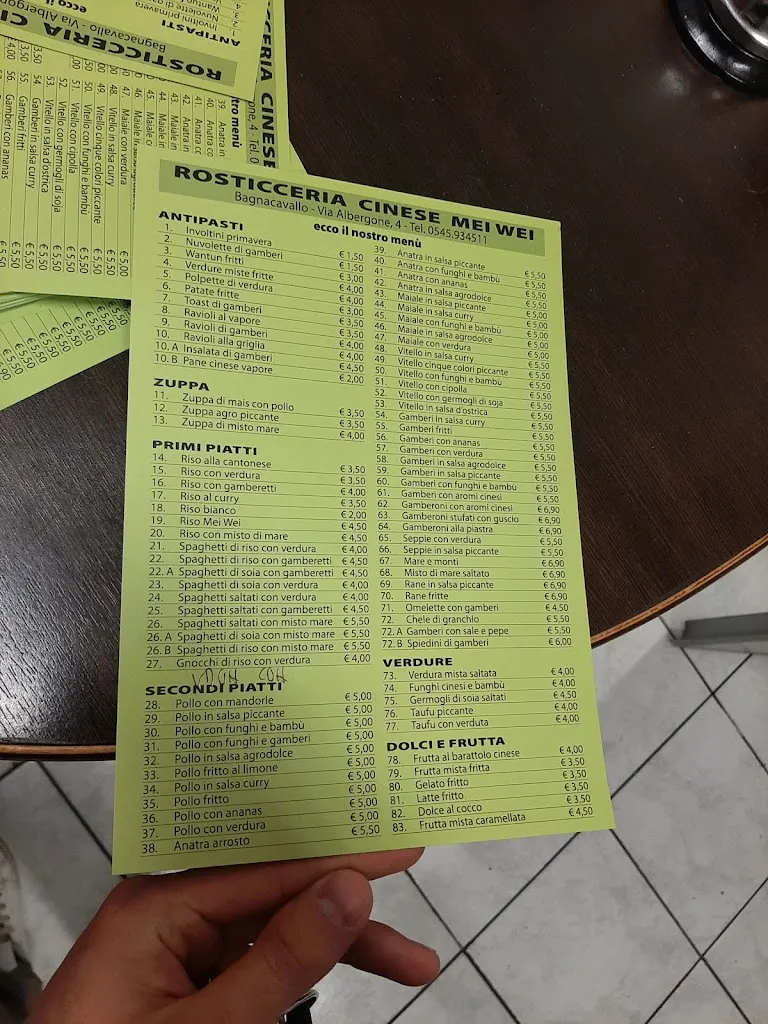 ROSTICCERIA CINESE MEI WEI
Bagnacavallo - Via Albergone, 4 - Tel. 0545.934511
ecco il nostro menù
ANTIPASTI
1. Involtini primavera € 1,50
2. Nuvolette di gamberi € 1,50
3. Wantun fritti € 3,00
4. Verdure miste fritte € 4,00
5. Polpette di verdura € 4,00
6. Patate fritte € 3,50
7. Toast di gamberi € 3,50
8. Ravioli al vapore € 3,50
9. Ravioli di gamberi € 4,00
10. Ravioli alla griglia € 4,00
10. A Insalata di gamberi € 4,50
10. B Pane cinese vapore € 2,00
ZUPPA
11. Zuppa di mais con pollo € 3,50
12. Zuppa agro piccante € 3,50
13. Zuppa di misto mare € 4,00
PRIMI PIATTI
14. Riso alla cantonese € 3,50
15. Riso con verdura € 3,50
16. Riso con gamberetti € 4,00
17. Riso al curry € 3,50
18. Riso bianco € 2,00
19. Riso Mei Wei € 4,50
20. Riso con misto di mare € 4,50
21. Spaghetti di riso con verdura € 4,00
22. Spaghetti di riso con gamberetti € 4,50
22. A Spaghetti di soia con gamberetti € 4,50
23. Spaghetti di soia con verdura € 4,00
24. Spaghetti saltati con verdura € 4,00
25. Spaghetti saltati con gamberetti € 4,50
26. Spaghetti saltati con misto mare € 5,50
26. A Spaghetti di soia con misto mare € 5,50
26. B Spaghetti di riso con misto mare € 5,50
27. Gnocchi di riso con verdura € 4,00
SECONDI PIATTI
28. Pollo con mandorle € 5,00
29. Pollo in salsa piccante € 5,00
30. Pollo con funghi e bambù € 5,00
31. Pollo con funghi e gamberi € 5,00
32. Pollo in salsa agrodolce € 5,00
33. Pollo fritto al limone € 5,00
34. Pollo in salsa curry € 5,00
35. Pollo fritto € 5,00
36. Pollo con ananas € 5,00
37. Pollo con verdura € 5,00
38. Anatra arrosto € 5,50
39. Anatra in salsa piccante € 5,50
40. Anatra con funghi e bambù € 5,50
41. Anatra con ananas € 5,50
42. Anatra in salsa agrodolce € 5,50
43. Maiale in salsa piccante € 5,00
44. Maiale in salsa curry € 5,00
45. Maiale con funghi e bambù € 5,00
46. Maiale in salsa agrodolce € 5,00
47. Maiale con verdura € 5,00
48. Vitello in salsa curry € 5,50
49. Vitello cinque colori piccante € 5,50
50. Vitello con funghi e bambù € 5,50
51. Vitello con cipolla € 5,50
52. Vitello con germogli di soja € 5,50
53. Vitello in salsa d'ostrica € 5,50
54. Gamberi in salsa curry € 5,50
55. Gamberi fritti € 5,50
56. Gamberi con ananas € 5,50
57. Gamberi con verdura € 5,50
58. Gamberi in salsa agrodolce € 5,50
59. Gamberi in salsa piccante € 5,50
60. Gamberi con funghi e bambù € 5,50
61. Gamberi con aromi cinesi € 5,50
62. Gamberoni con aromi cinesi € 6,90
63. Gamberoni stufati con guscio € 6,90
64. Gamberoni alla piastra € 6,90
65. Seppie con verdura € 5,50
66. Seppie in salsa piccante € 5,50
67. Mare e monti € 6,90
68. Misto di mare saltato € 6,90
69. Rane in salsa piccante € 6,90
70. Rane fritte € 6,90
71. Omelette con gamberi € 4,50
72. Chele di granchio € 5,50
72. A Gamberi con sale e pepe € 5,50
72. B Spiedini di gamberi € 6,00
VERDURE
73. Verdura mista saltata € 4,00
74. Funghi cinesi e bambù € 4,00
75. Germogli di soia saltati € 4,50
76. Taufu piccante € 4,00
77. Taufu con verduta € 4,00
DOLCI E FRUTTA
78. Frutta al barattolo cinese € 4,00
79. Frutta mista fritta € 3,50
80. Gelato fritto € 3,50
81. Latte fritto € 3,50
82. Dolce al cocco € 3,50
83. Frutta mista caramellata € 4,50